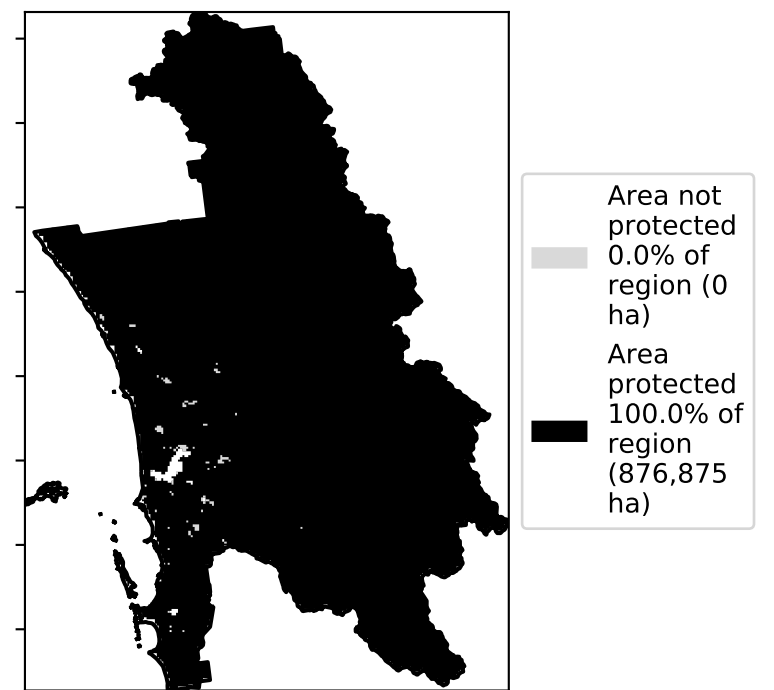 Area not
protected
0.0% of
region (0
ha)
Area
protected
100.0% of
region
(876,875
ha)